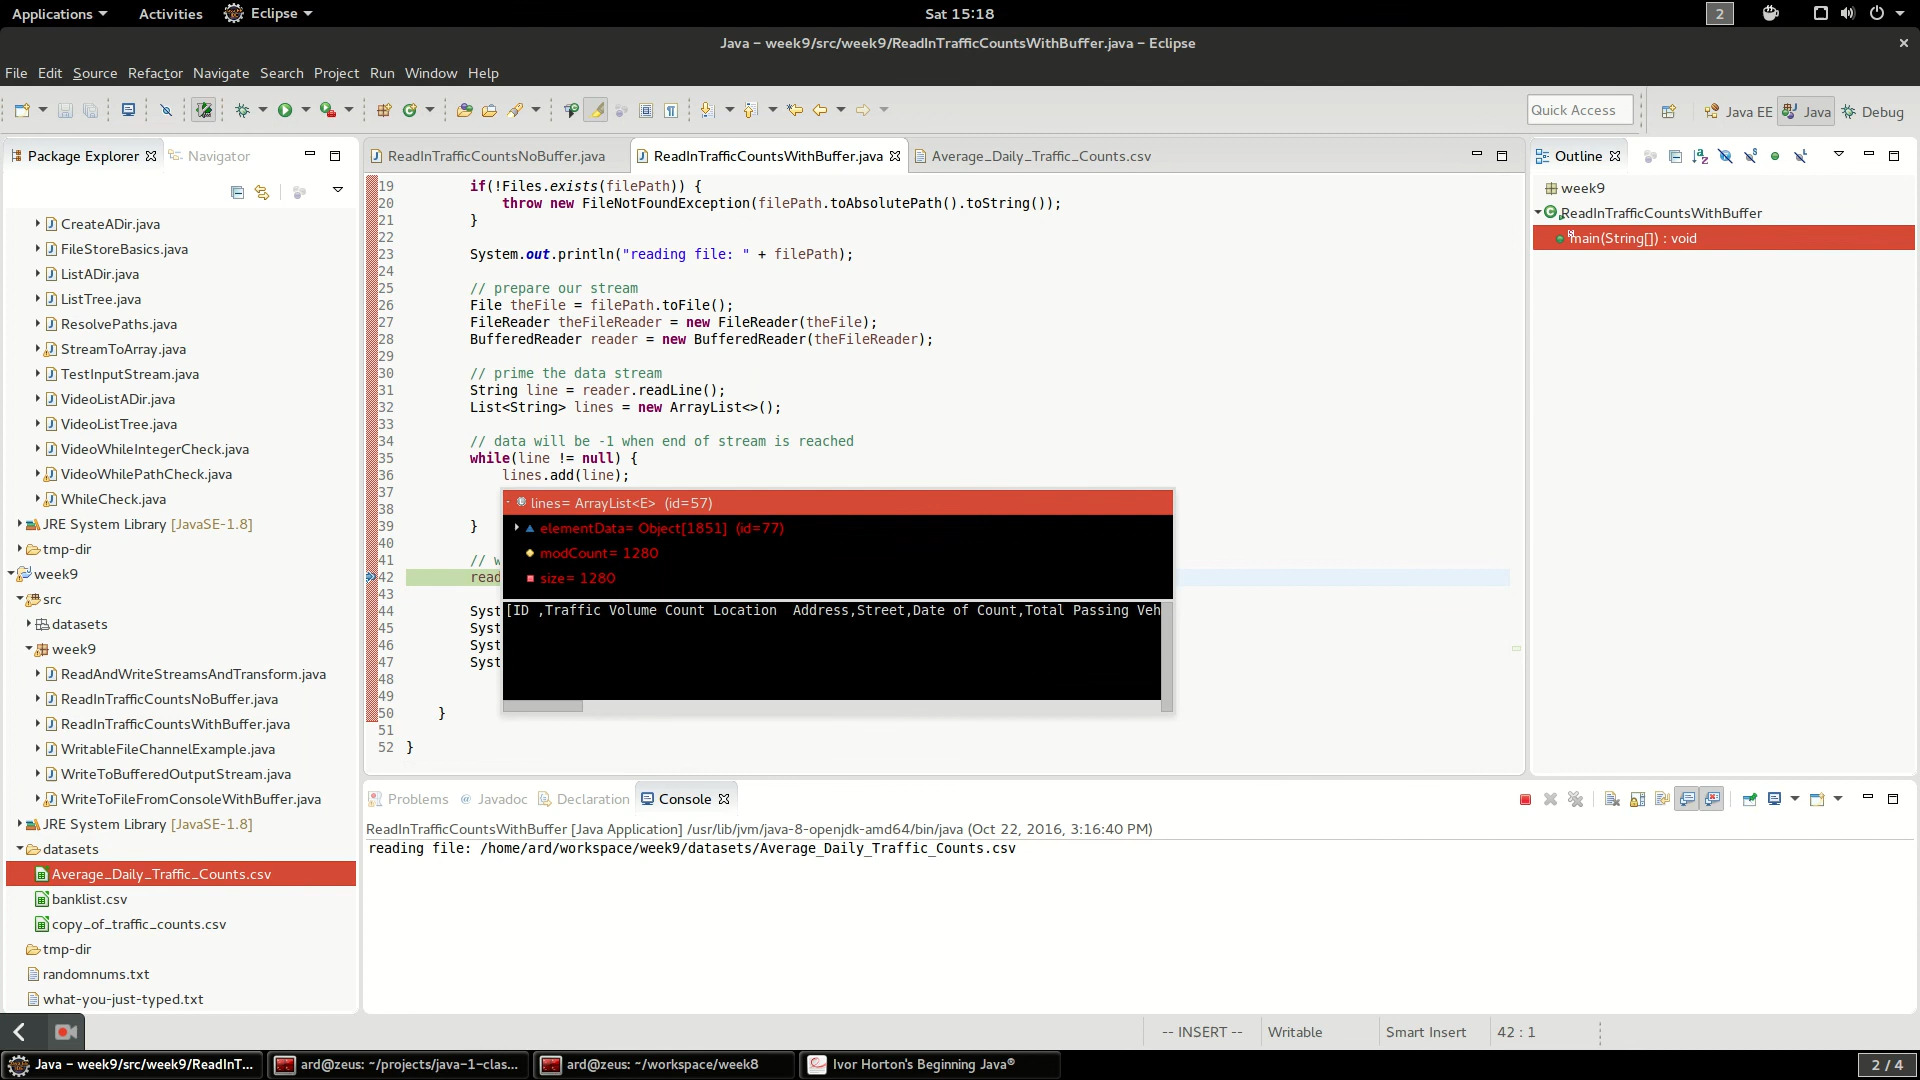 Applications Activities Eclipse Sat 15:18 2
Java - week9/src/week9/ReadInTrafficCountsWithBuffer.java - Eclipse
File Edit Source Refactor Navigate Search Project Run Window Help
Quick Access Java EE Java Debug
Package Explorer Navigator
CreateADir.java
FileStoreBasics.java
ListADir.java
ListTree.java
ResolvePaths.java
StreamToArray.java
TestInputStream.java
VideoListADir.java
VideoListTree.java
VideoWhileIntegerCheck.java
VideoWhilePathCheck.java
WhileCheck.java
JRE System Library [JavaSE-1.8]
tmp-dir
week9
src
datasets
week9
ReadAndWriteStreamsAndTransform.java
ReadInTrafficCountsNoBuffer.java
ReadInTrafficCountsWithBuffer.java
WritableFileChannelExample.java
WriteToBufferedOutputStream.java
WriteToFileFromConsoleWithBuffer.java
JRE System Library [JavaSE-1.8]
datasets
Average_Daily_Traffic_Counts.csv
banklist.csv
copy_of_traffic_counts.csv
tmp-dir
randomnums.txt
what-you-just-typed.txt
ReadInTrafficCountsNoBuffer.java ReadInTrafficCountsWithBuffer.java Average_Daily_Traffic_Counts.csv
19 if(!Files.exists(filePath)) {
20 throw new FileNotFoundException(filePath.toAbsolutePath().toString());
21 }
22
23 System.out.println("reading file: " + filePath);
24
25 // prepare our stream
26 File theFile = filePath.toFile();
27 FileReader theFileReader = new FileReader(theFile);
28 BufferedReader reader = new BufferedReader(theFileReader);
29
30 // prime the data stream
31 String line = reader.readLine();
32 List<String> lines = new ArrayList<>();
33
34 // data will be -1 when end of stream is reached
35 while(line != null) {
36 lines.add(line);
37
38
39 }
40
41 // w
42 read
43
44 Syst
45 Syst
46 Syst
47 Syst
48
49
50 }
51
52 }
lines= ArrayList<E> (id=57)
elementData= Object[1851] (id=77)
modCount= 1280
size= 1280
[ID ,Traffic Volume Count Location  Address,Street,Date of Count,Total Passing Veh
Outline
week9
ReadInTrafficCountsWithBuffer
main(String[]) : void
Problems @ Javadoc Declaration Console
ReadInTrafficCountsWithBuffer [Java Application] /usr/lib/jvm/java-8-openjdk-amd64/bin/java (Oct 22, 2016, 3:16:40 PM)
reading file: /home/ard/workspace/week9/datasets/Average_Daily_Traffic_Counts.csv
-- INSERT -- Writable Smart Insert 42 : 1
Java - week9/src/week9/ReadInT... ard@zeus: ~/projects/java-1-clas... ard@zeus: ~/workspace/week8 Ivor Horton's Beginning Java® 2 / 4